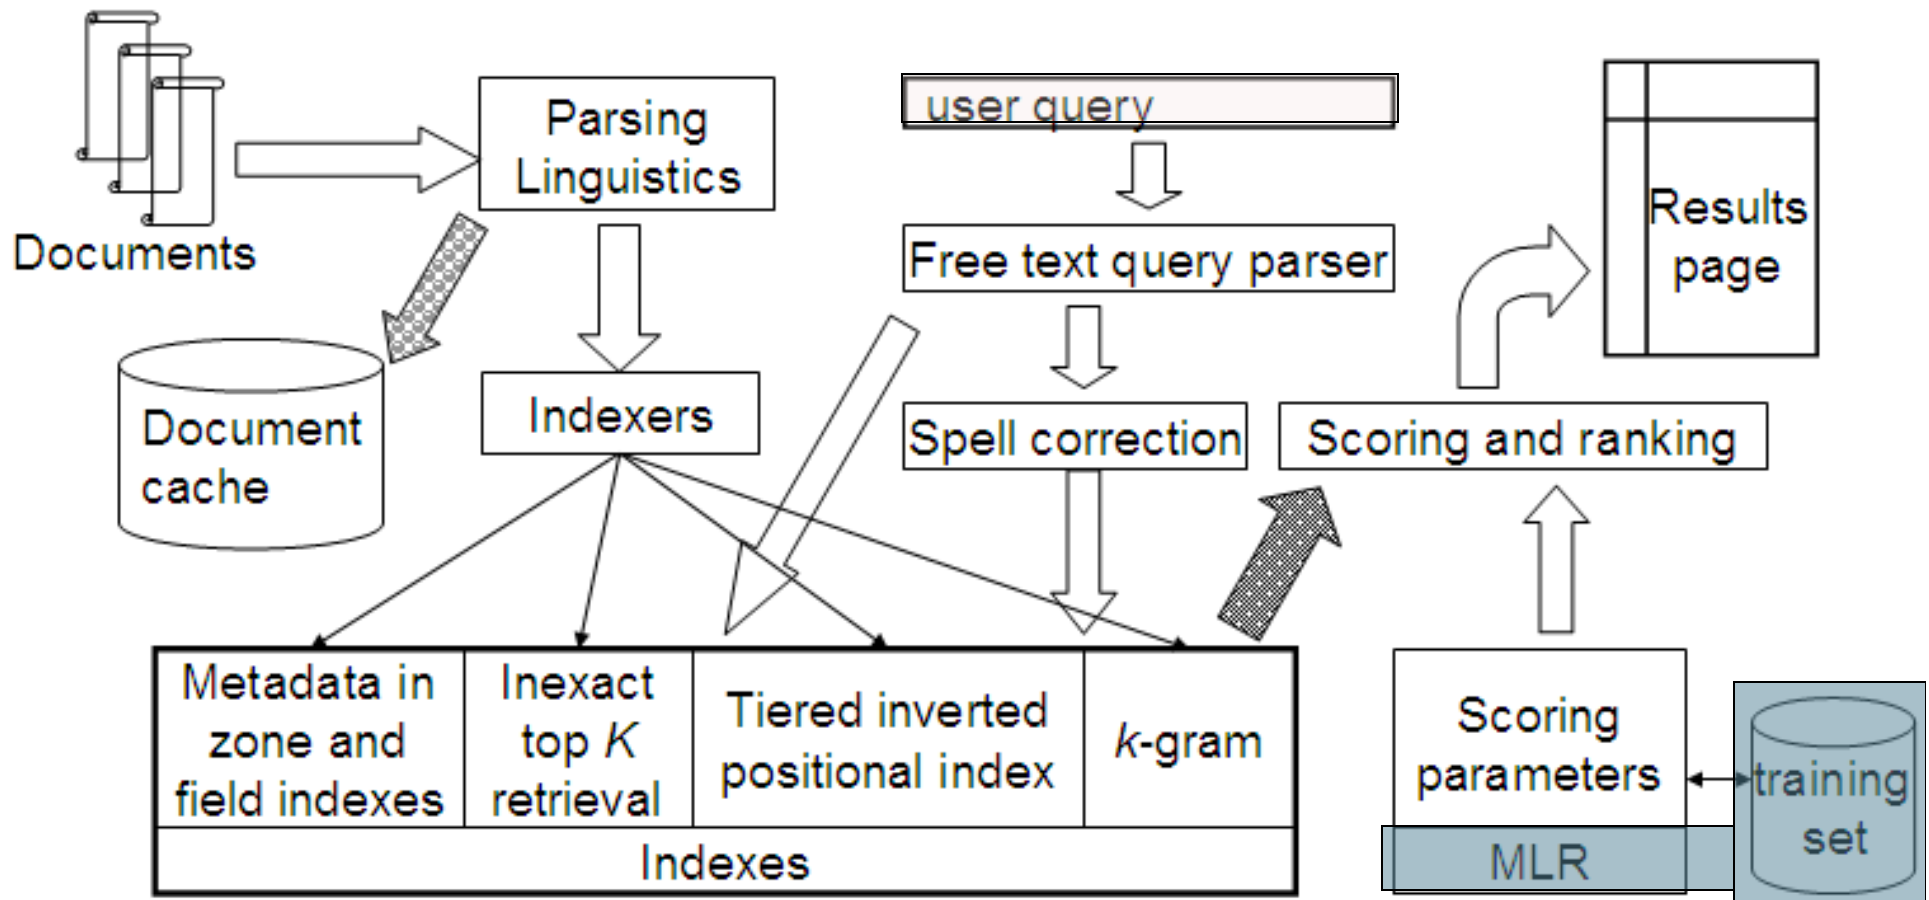 Documents
Parsing
Linguistics
user query
Free text query parser
Results
page
Document
cache
Indexers
Spell correction
Scoring and ranking
Metadata in
zone and
field indexes
Inexact
top K
retrieval
Tiered inverted
positional index
k-gram
Indexes
Scoring
parameters
MLR
training
set